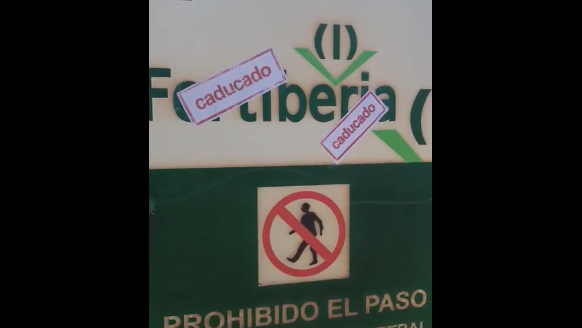 (I)
Fertiberia
caducado
caducado
PROHIBIDO EL PASO